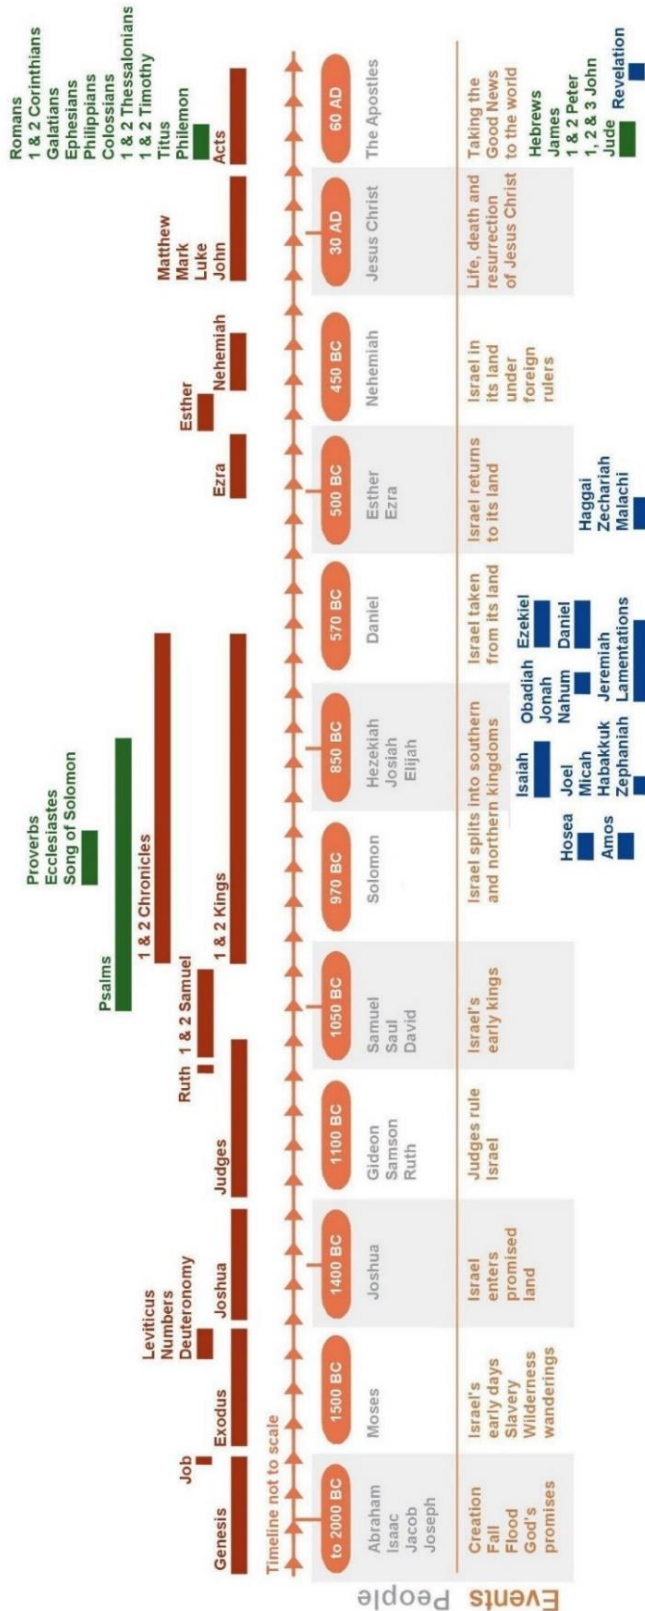 Proverbs
Ecclesiastes
Song of Solomon
Romans
1 & 2 Corinthians
Galatians
Ephesians
Philippians
Colossians
1 & 2 Thessalonians
1 & 2 Timothy
Titus
Philemon
Psalms
1 & 2 Chronicles
Job
Leviticus
Numbers
Deuteronomy
Ruth
1 & 2 Samuel
Esther
Matthew
Mark
Luke
John
Genesis
Exodus
Joshua
Judges
1 & 2 Kings
Ezra
Nehemiah
Acts
Timeline not to scale
to 2000 BC
1500 BC
1400 BC
1100 BC
1050 BC
970 BC
850 BC
570 BC
500 BC
450 BC
30 AD
60 AD
People
Abraham
Isaac
Jacob
Joseph
Moses
Joshua
Gideon
Samson
Ruth
Samuel
Saul
David
Solomon
Hezekiah
Josiah
Elijah
Daniel
Esther
Ezra
Nehemiah
Jesus Christ
The Apostles
Events
Creation
Fall
Flood
God's
promises
Israel's
early days
Slavery
Wilderness
wanderings
Israel
enters
promised
land
Judges rule
Israel
Israel's
early kings
Israel splits into southern
and northern kingdoms
Israel taken
from its land
Israel returns
to its land
Israel in
its land
under
foreign
rulers
Life, death and
resurrection
of Jesus Christ
Taking the
Good News
to the world
Hosea
Amos
Isaiah
Joel
Micah
Habakkuk
Zephaniah
Obadiah
Jonah
Nahum
Jeremiah
Lamentations
Ezekiel
Daniel
Haggai
Zechariah
Malachi
Hebrews
James
1 & 2 Peter
1, 2 & 3 John
Jude
Revelation